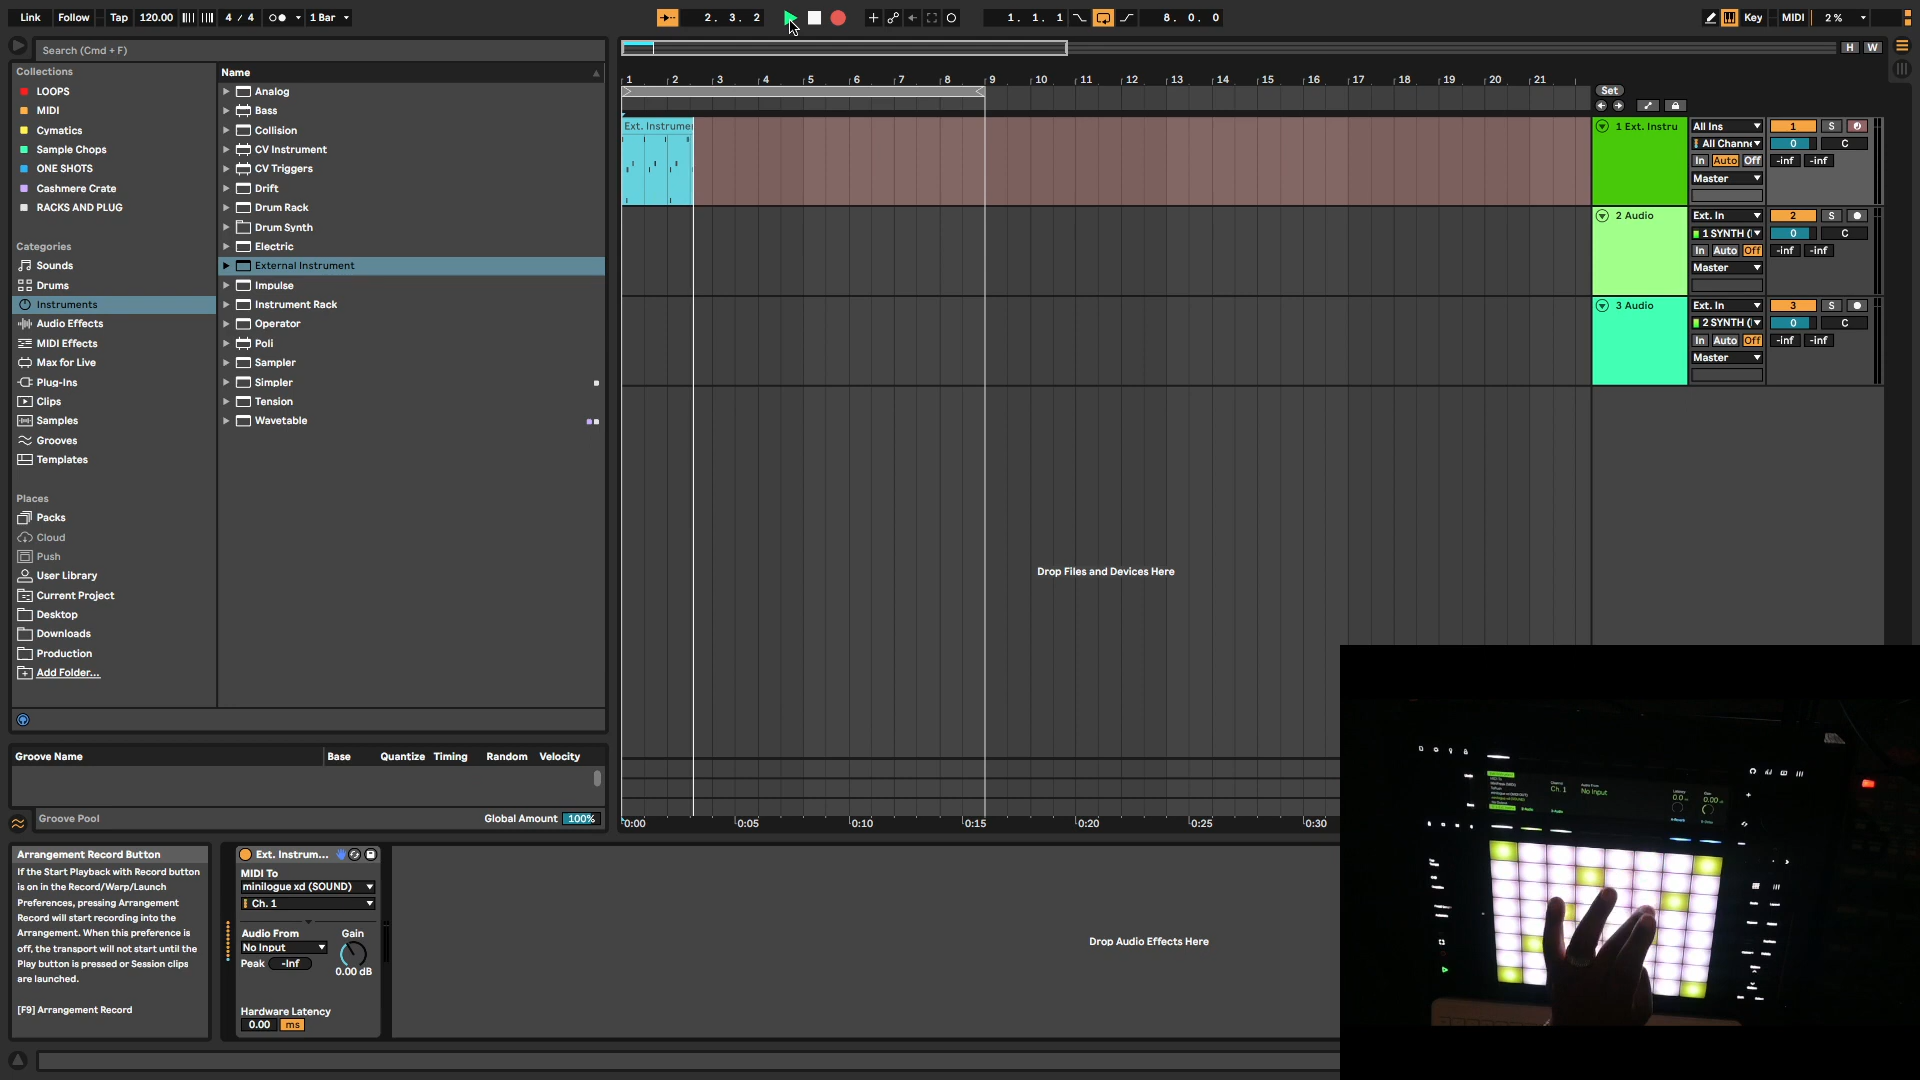 Link Follow Tap 120.00 4 / 4 1 Bar 2. 3. 2 1. 1. 1 8. 0. 0 Key MIDI 2 %
Search (Cmd + F)
H W
Collections
LOOPS
MIDI
Cymatics
Sample Chops
ONE SHOTS
Cashmere Crate
RACKS AND PLUG
Categories
Sounds
Drums
Instruments
Audio Effects
MIDI Effects
Max for Live
Plug-Ins
Clips
Samples
Grooves
Templates
Places
Packs
Cloud
Push
User Library
Current Project
Desktop
Downloads
Production
Add Folder...
Name
Analog
Bass
Collision
CV Instrument
CV Triggers
Drift
Drum Rack
Drum Synth
Electric
External Instrument
Impulse
Instrument Rack
Operator
Poli
Sampler
Simpler
Tension
Wavetable
1 2 3 4 5 6 7 8 9 10 11 12 13 14 15 16 17 18 19 20 21
Set
Ext. Instrumer
1 Ext. Instru All Ins 1 S
All Channe 0 C
In Auto Off -inf -inf
Master
2 Audio Ext. In 2 S
1 SYNTH ( 0 C
In Auto Off -inf -inf
Master
3 Audio Ext. In 3 S
2 SYNTH ( 0 C
In Auto Off -inf -inf
Master
Drop Files and Devices Here
0:00 0:05 0:10 0:15 0:20 0:25 0:30
Groove Name Base Quantize Timing Random Velocity
Groove Pool Global Amount 100%
Arrangement Record Button
If the Start Playback with Record button
is on in the Record/Warp/Launch
Preferences, pressing Arrangement
Record will start recording into the
Arrangement. When this preference is
off, the transport will not start until the
Play button is pressed or Session clips
are launched.
[F9] Arrangement Record
Ext. Instrum...
MIDI To
minilogue xd (SOUND)
Ch. 1
Audio From Gain
No Input
Peak -Inf
0.00 dB
Hardware Latency
0.00 ms
Drop Audio Effects Here
Ch. 1
No Input
0.0
0.00